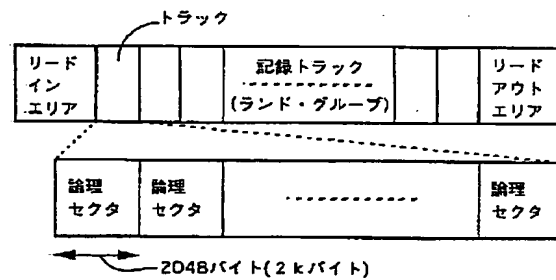 トラック
リード
イン
エリア
記録トラック
(ランド・グループ)
リード
アウト
エリア
論理
セクタ
論理
セクタ
論理
セクタ
2048バイト(2kバイト)